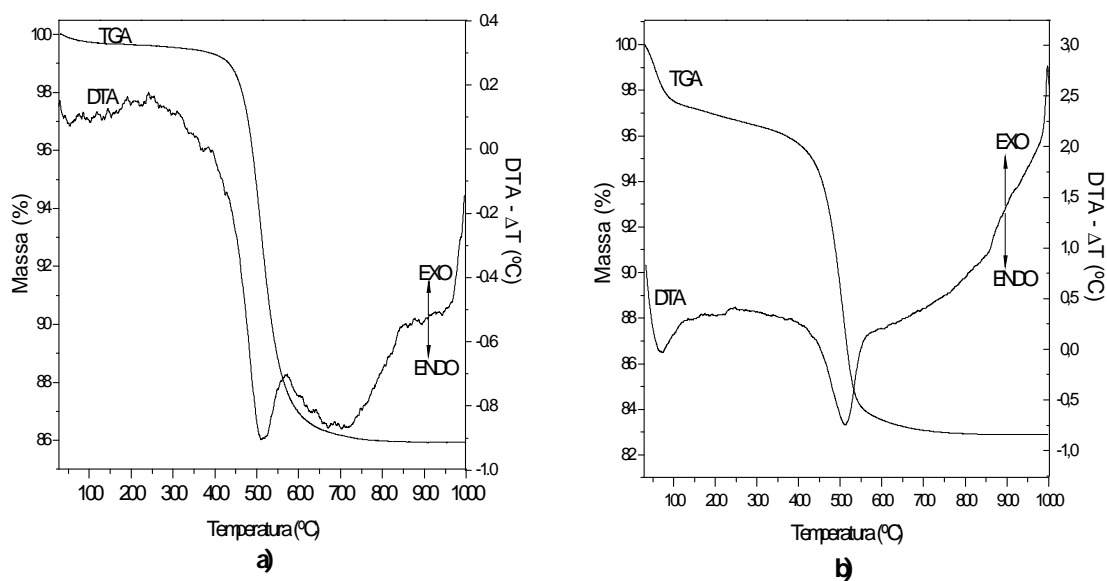 100
98
96
94
92
90
88
86
Massa (%)
TGA
DTA
EXO
ENDO
0.4
0.2
0.0
-0.2
-0.4
-0.6
-0.8
-1.0
DTA - ΔT (ºC)
100 200 300 400 500 600 700 800 900 1000
Temperatura (ºC)
a)
100
98
96
94
92
90
88
86
84
82
Massa (%)
TGA
DTA
EXO
ENDO
3,0
2,5
2,0
1,5
1,0
0,5
0,0
-0,5
-1,0
DTA - ΔT (ºC)
100 200 300 400 500 600 700 800 900 1000
Temperatura (ºC)
b)